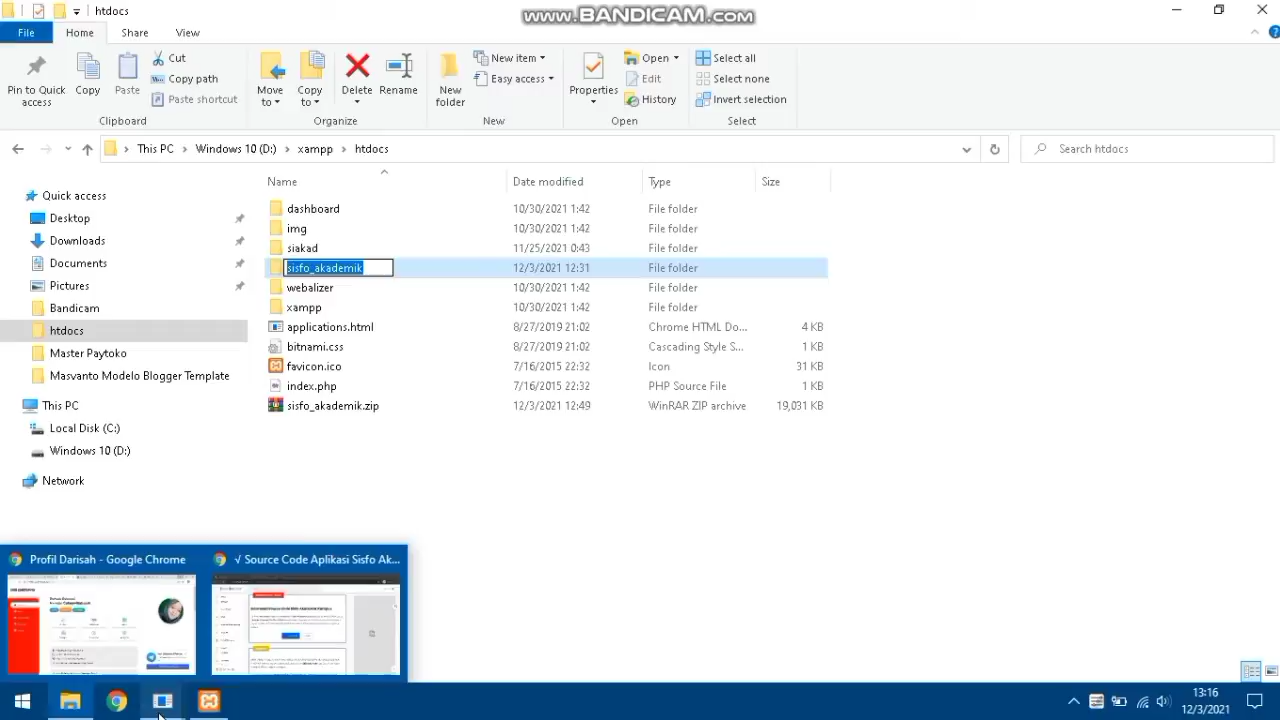 htdocs
www.BANDICAM.com
File
Home
Share
View
Pin to Quick access
Copy
Paste
Cut
Copy path
Paste shortcut
Clipboard
Move to
Copy to
Delete
Rename
Organize
New folder
New item
Easy access
New
Properties
Open
Edit
History
Open
Select all
Select none
Invert selection
Select
This PC
Windows 10 (D:)
xampp
htdocs
Search htdocs
Name
Date modified
Type
Size
Quick access
Desktop
Downloads
Documents
Pictures
Bandicam
htdocs
Master Paytoko
Masvanto Modelo Blogger Template
This PC
Local Disk (C:)
Windows 10 (D:)
Network
dashboard 10/30/2021 1:42 File folder
img 10/30/2021 1:42 File folder
siakad 11/25/2021 0:43 File folder
sisfo_akademik 12/3/2021 12:31 File folder
webalizer 10/30/2021 1:42 File folder
xampp 10/30/2021 1:42 File folder
applications.html 8/27/2019 21:02 Chrome HTML Do... 4 KB
bitnami.css 8/27/2019 21:02 Cascading Style S... 1 KB
favicon.ico 7/16/2015 22:32 Icon 31 KB
index.php 7/16/2015 22:32 PHP Source File 1 KB
sisfo_akademik.zip 12/3/2021 12:49 WinRAR ZIP archive 19,031 KB
Profil Darisah - Google Chrome
√ Source Code Aplikasi Sisfo Ak...
13:16
12/3/2021